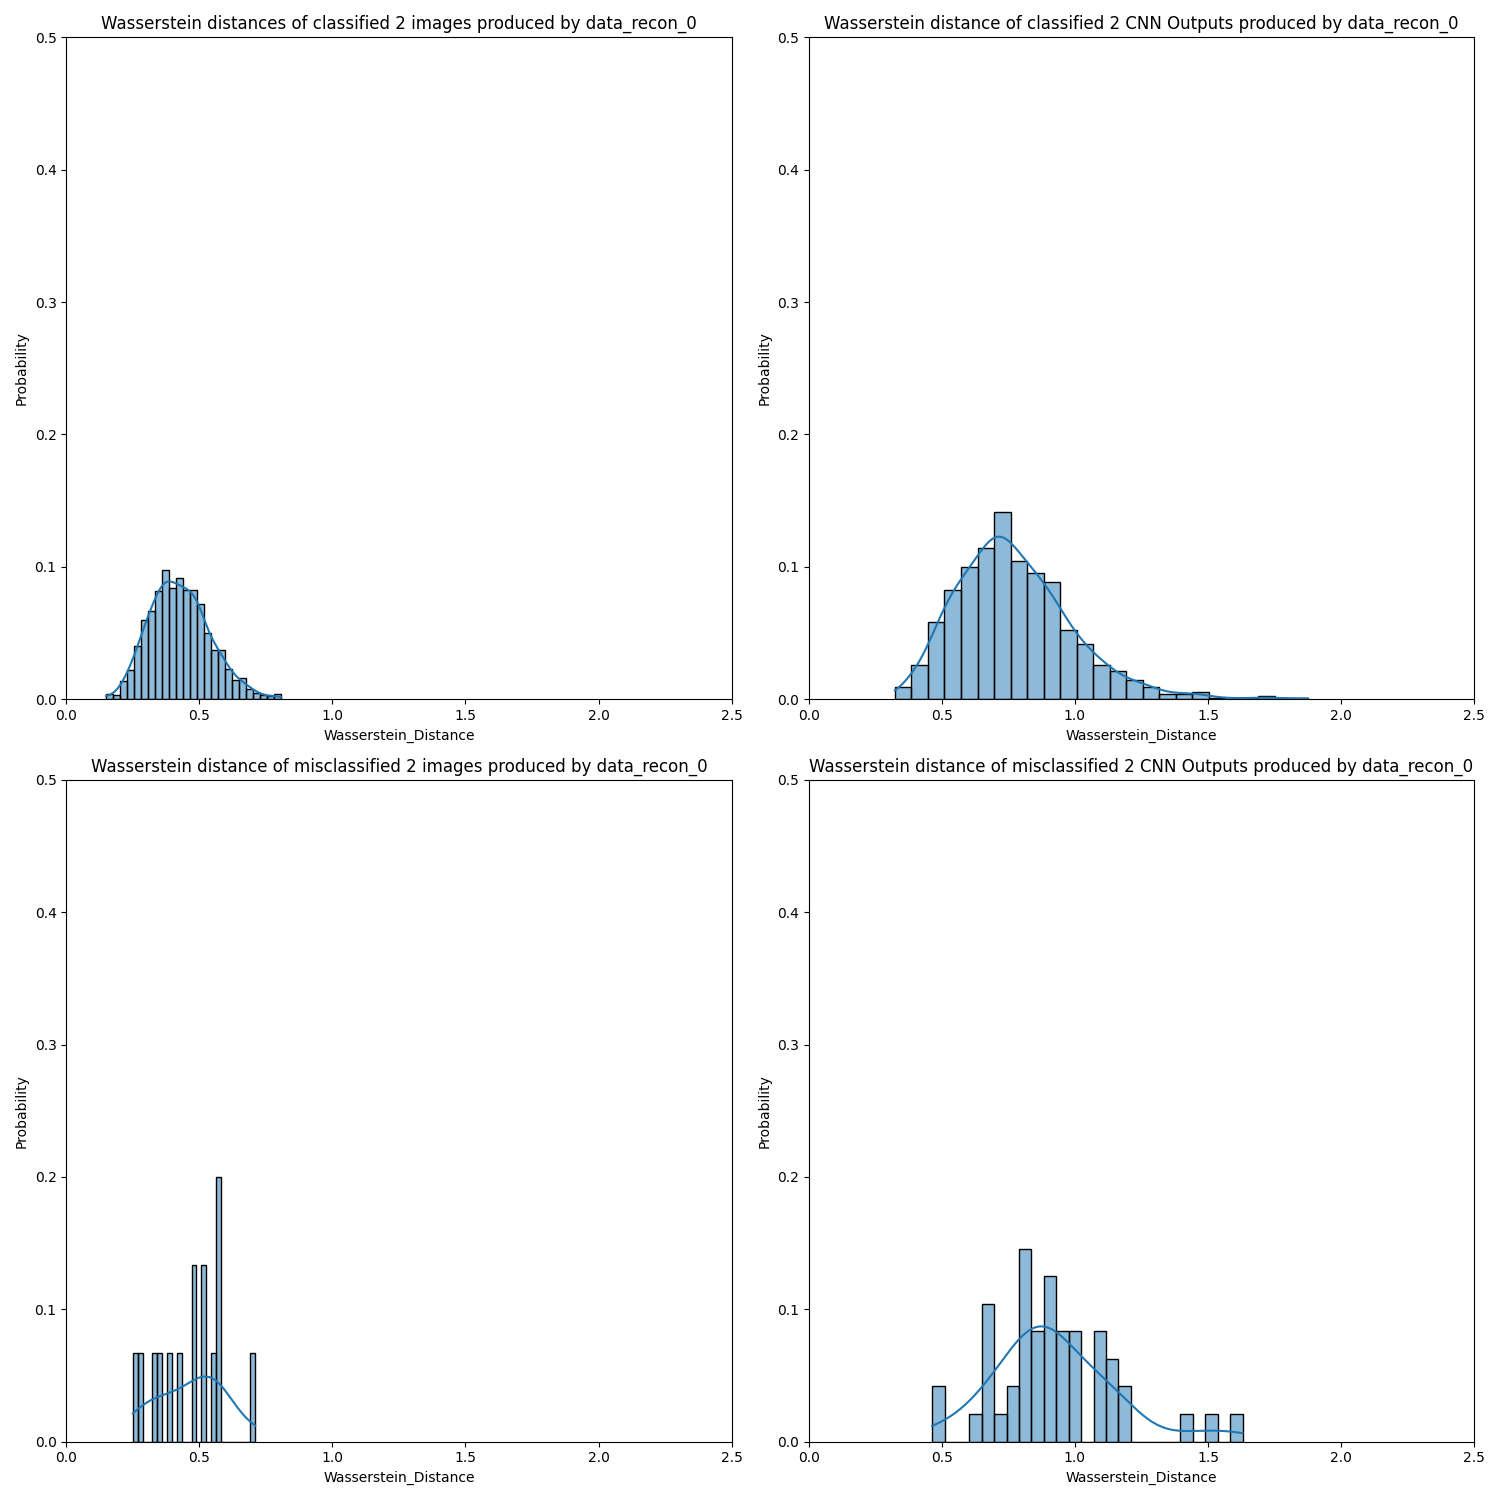 Wasserstein distances of classified 2 images produced by data_recon_0
0.5
0.4
0.3
0.2
0.1
0.0
Probability
0.0 0.5 1.0 1.5 2.0 2.5
Wasserstein_Distance
Wasserstein distance of classified 2 CNN Outputs produced by data_recon_0
0.5
0.4
0.3
0.2
0.1
0.0
Probability
0.0 0.5 1.0 1.5 2.0 2.5
Wasserstein_Distance
Wasserstein distance of misclassified 2 images produced by data_recon_0
0.5
0.4
0.3
0.2
0.1
0.0
Probability
0.0 0.5 1.0 1.5 2.0 2.5
Wasserstein_Distance
Wasserstein distance of misclassified 2 CNN Outputs produced by data_recon_0
0.5
0.4
0.3
0.2
0.1
0.0
Probability
0.0 0.5 1.0 1.5 2.0 2.5
Wasserstein_Distance